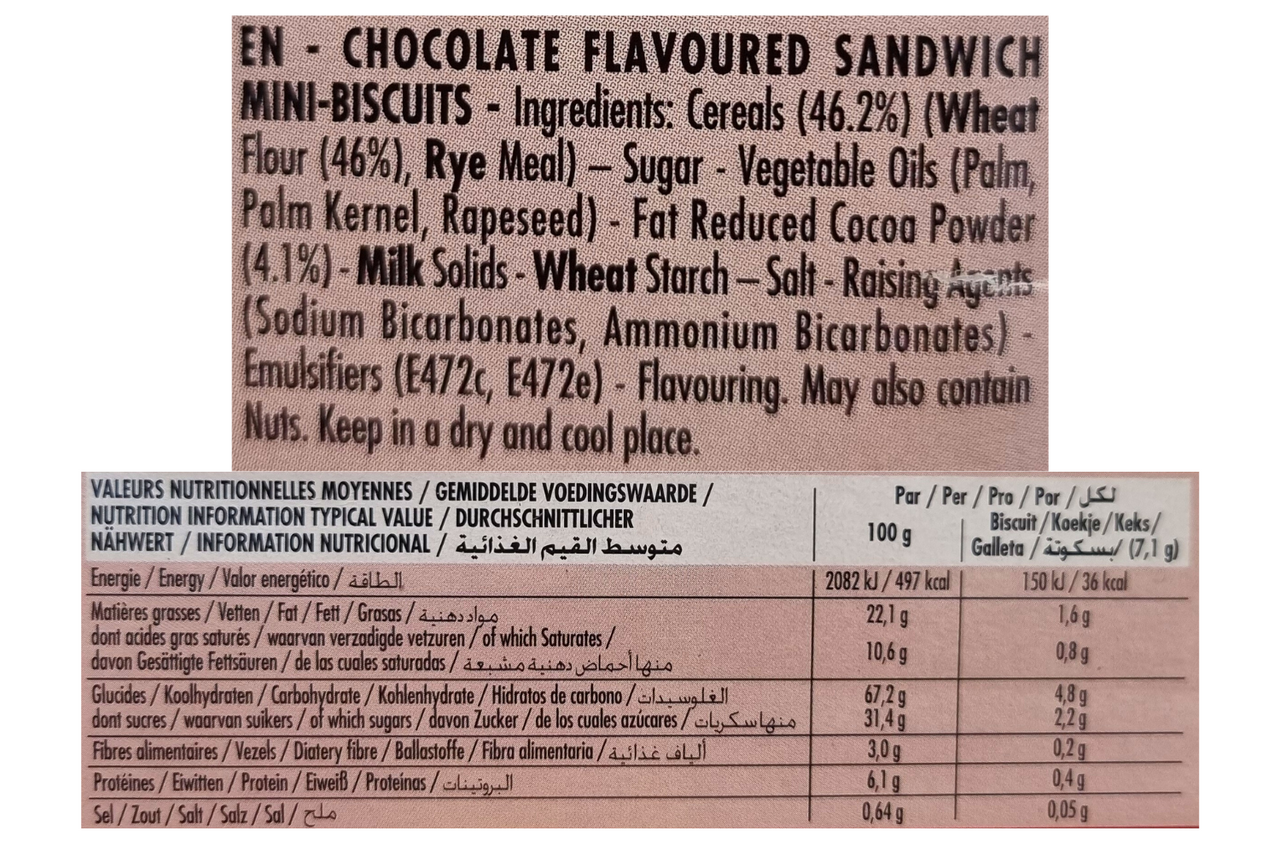 EN - CHOCOLATE FLAVOURED SANDWICH
MINI-BISCUITS - Ingredients: Cereals (46.2%) (Wheat
Flour (46%), Rye Meal) – Sugar - Vegetable Oils (Palm,
Palm Kernel, Rapeseed) - Fat Reduced Cocoa Powder
(4.1%) - Milk Solids - Wheat Starch – Salt - Raising Agents
(Sodium Bicarbonates, Ammonium Bicarbonates) -
Emulsifiers (E472c, E472e) - Flavouring. May also contain
Nuts. Keep in a dry and cool place.
VALEURS NUTRITIONNELLES MOYENNES / GEMIDDELDE VOEDINGSWAARDE /
NUTRITION INFORMATION TYPICAL VALUE / DURCHSCHNITTLICHER
NÄHWERT / INFORMATION NUTRICIONAL / متوسط القيم الغذائية
Par / Per / Pro / Por / لكل
100 g
Biscuit / Koekje / Keks /
Galleta / بسكوتة / (7,1 g)
Energie / Energy / Valor energético / الطاقة 2082 kJ / 497 kcal 150 kJ / 36 kcal
Matières grasses / Vetten / Fat / Fett / Grasas / مواد دهنية 22,1 g 1,6 g
dont acides gras saturés / waarvan verzadigde vetzuren / of which Saturates /
davon Gesättigte Fettsäuren / de las cuales saturadas / منها أحماض دهنية مشبعة 10,6 g 0,8 g
Glucides / Koolhydraten / Carbohydrate / Kohlenhydrate / Hidratos de carbono / الغلوسيدات 67,2 g 4,8 g
dont sucres / waarvan suikers / of which sugars / davon Zucker / de los cuales azúcares / منها سكريات 31,4 g 2,2 g
Fibres alimentaires / Vezels / Diatery fibre / Ballastoffe / Fibra alimentaria / ألياف غذائية 3,0 g 0,2 g
Protéines / Eiwitten / Protein / Eiweiß / Proteínas / البروتينات 6,1 g 0,4 g
Sel / Zout / Salt / Salz / Sal / ملح 0,64 g 0,05 g